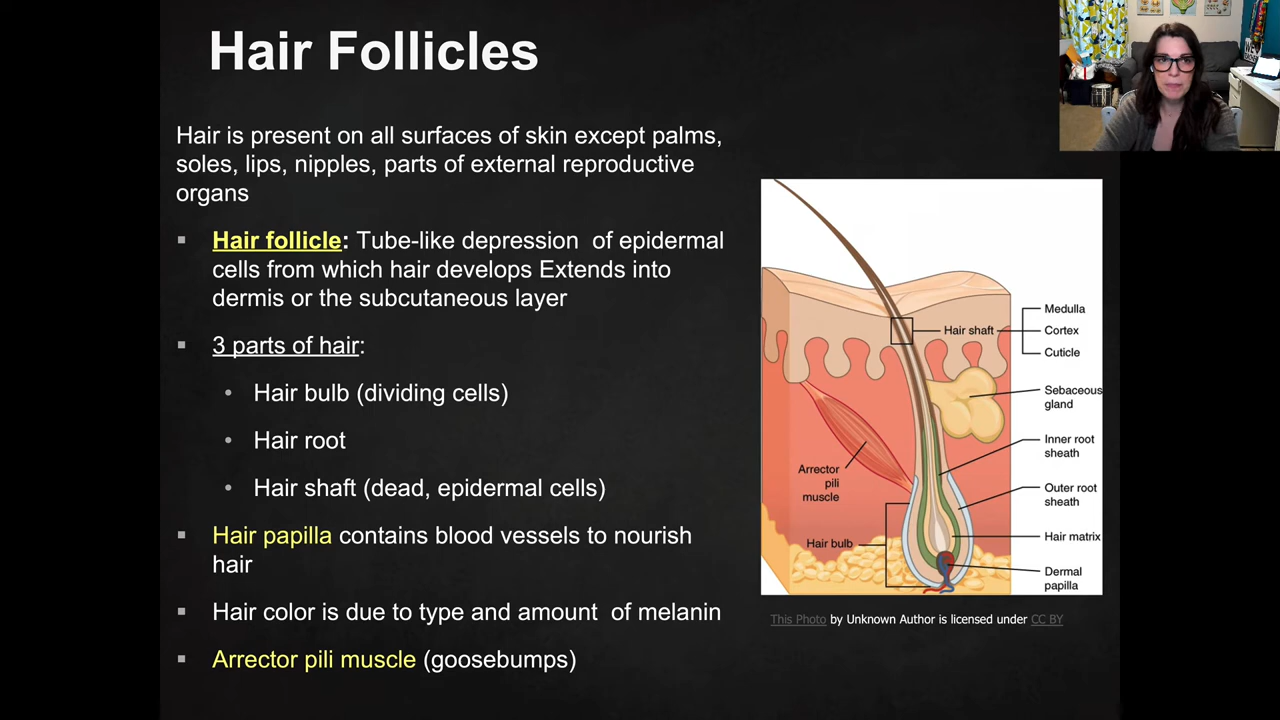 Hair Follicles
Hair is present on all surfaces of skin except palms,
soles, lips, nipples, parts of external reproductive
organs
▪ Hair follicle: Tube-like depression of epidermal
cells from which hair develops Extends into
dermis or the subcutaneous layer
▪ 3 parts of hair:
• Hair bulb (dividing cells)
• Hair root
• Hair shaft (dead, epidermal cells)
▪ Hair papilla contains blood vessels to nourish
hair
▪ Hair color is due to type and amount of melanin
▪ Arrector pili muscle (goosebumps)
Medulla
Hair shaft
Cortex
Cuticle
Sebaceous
gland
Inner root
sheath
Arrector
pili
muscle
Outer root
sheath
Hair bulb
Hair matrix
Dermal
papilla
This Photo by Unknown Author is licensed under CC BY